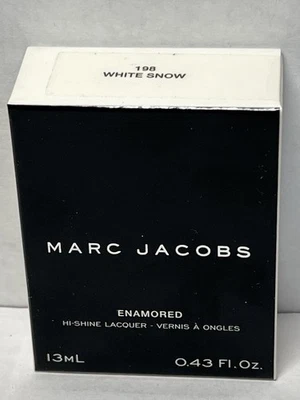 198
WHITE SNOW
MARC JACOBS
ENAMORED
HI-SHINE LACQUER - VERNIS À ONGLES
13mL 0.43 Fl.Oz.